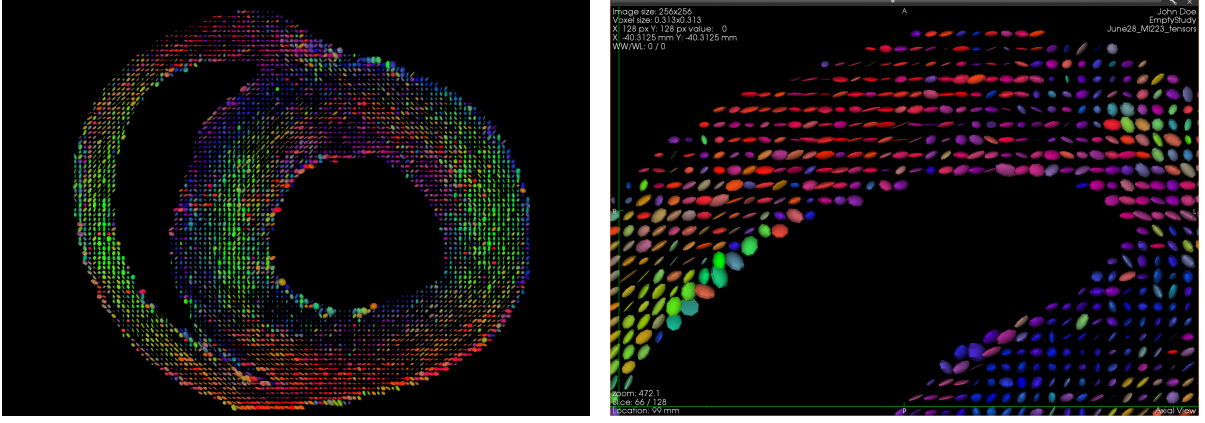 Image size: 256x256
Voxel size: 0.313x0.313
X: 128 px Y: 128 px value: 0
X: -40.3125 mm Y: -40.3125 mm
WW/WL: 0 / 0
A
John Doe
EmptyStudy
June28_MI223_tensors
R
L
zoom: 472.1
Slice: 66 / 128
Location: 99 mm
P
Axial View